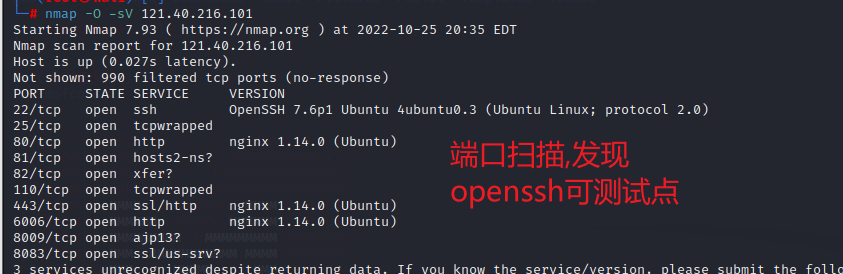 # nmap -O -sV 121.40.216.101
Starting Nmap 7.93 ( https://nmap.org ) at 2022-10-25 20:35 EDT
Nmap scan report for 121.40.216.101
Host is up (0.027s latency).
Not shown: 990 filtered tcp ports (no-response)
PORT     STATE SERVICE      VERSION
22/tcp   open  ssh          OpenSSH 7.6p1 Ubuntu 4ubuntu0.3 (Ubuntu Linux; protocol 2.0)
25/tcp   open  tcpwrapped
80/tcp   open  http         nginx 1.14.0 (Ubuntu)
81/tcp   open  hosts2-ns?
82/tcp   open  xfer?
110/tcp  open  tcpwrapped
443/tcp  open  ssl/http     nginx 1.14.0 (Ubuntu)
6006/tcp open  http         nginx 1.14.0 (Ubuntu)
8009/tcp open  ajp13?
8083/tcp open  ssl/us-srv?
3 services unrecognized despite returning data. If you know the service/version, please submit the follo
端口扫描,发现
openssh可测试点